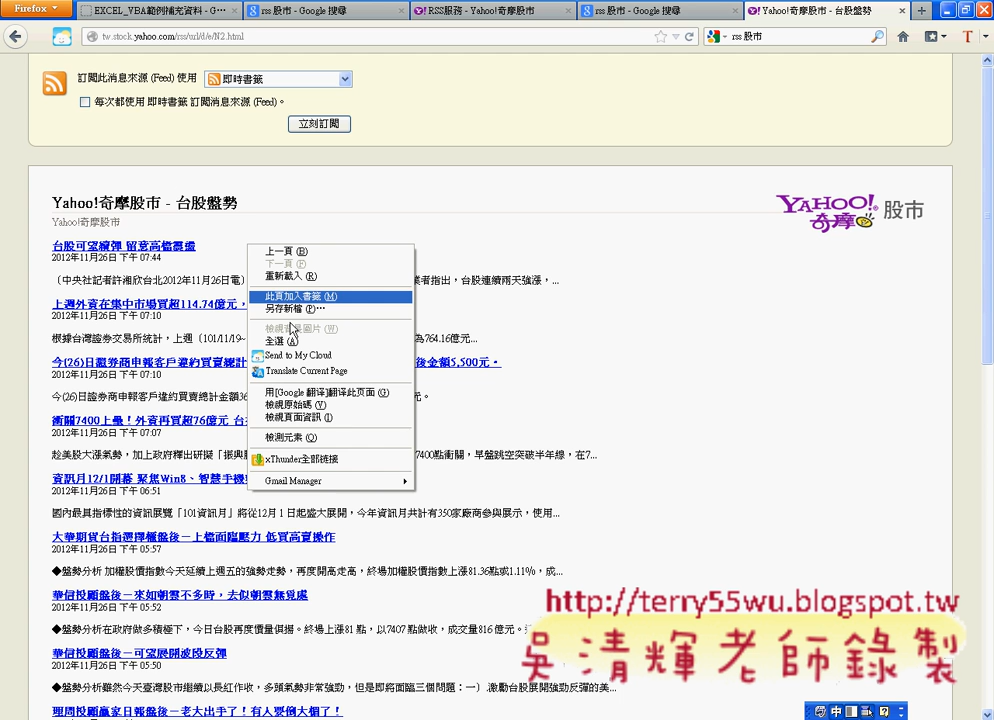 Firefox
EXCEL_VBA範例補充資料 - G…
rss 股市 - Google 搜尋
RSS服務 - Yahoo!奇摩股市
rss 股市 - Google 搜尋
Yahoo!奇摩股市 - 台股盤勢
tw.stock.yahoo.com/rss/url/d/e/N2.html
rss 股市
訂閱此消息來源 (Feed) 使用 即時書籤
每次都使用 即時書籤 訂閱消息來源 (Feed)。
立刻訂閱
Yahoo!奇摩股市 - 台股盤勢
Yahoo!奇摩股市
YAHOO! 奇摩 股市
台股可望續彈 留意高檔震盪
2012年11月26日 下午 07:44
（中央社記者許湘欣台北2012年11月26日電）
者指出，台股連續兩天強漲，...
上週外資在集中市場買超114.74億元，
2012年11月26日 下午 07:10
根據台灣證券交易所統計，上週（101/11/19~
為764.16億元...
今(26)日證券商申報客戶違約買賣總計
後金額5,500元。
2012年11月26日 下午 07:10
今(26)日證券商申報客戶違約買賣總計金額36
元。
衝關7400上壘！外資再買超76億元 台
2012年11月26日 下午 07:07
趁美股大漲氣勢，加上政府釋出研擬「振興
7400點衝關，早盤跳空突破半年線，在7...
資訊月12/1開幕 聚焦Win8、智慧手機
2012年11月26日 下午 06:51
國內最具指標性的資訊展覽「101資訊月」將從12月 1 日起盛大展開，今年資訊月共計有350家廠商參與展示，使用...
大華期貨台指選擇權盤後－上檔面臨壓力 低買高賣操作
2012年11月26日 下午 05:57
◆盤勢分析 加權股價指數今天延續上週五的強勢走勢，再度開高走高，終場加權股價指數上漲81.36點或1.11%，成...
華信投顧盤後－來如朝雲不多時，去似朝雲無覓處
2012年11月26日 下午 05:52
◆盤勢分析在政府做多積極下，今日台股再度價量俱揚。終場上漲81 點，以7407 點做收，成交量816 億元。
華信投顧盤後－可望展開波段反彈
2012年11月26日 下午 05:50
◆盤勢分析雖然今天臺灣股市繼續以長紅作收，多頭氣勢非常強勁，但是即將面臨三個問題：一）.激勵台股展開強勁反彈的美...
理周投顧贏家日報盤後－老大出手了！有人要倒大楣了！
上一頁 (B)
下一頁 (F)
重新載入 (R)
此頁加入書籤 (M)
另存新檔 (P)…
檢視背景圖片 (W)
全選 (A)
Send to My Cloud
Translate Current Page
用[Google 翻译]翻译此页面 (G)
檢視原始碼 (V)
檢視頁面資訊 (I)
檢測元素 (Q)
xThunder全部链接
Gmail Manager
http://terry55wu.blogspot.tw
吳清輝老師錄製
中